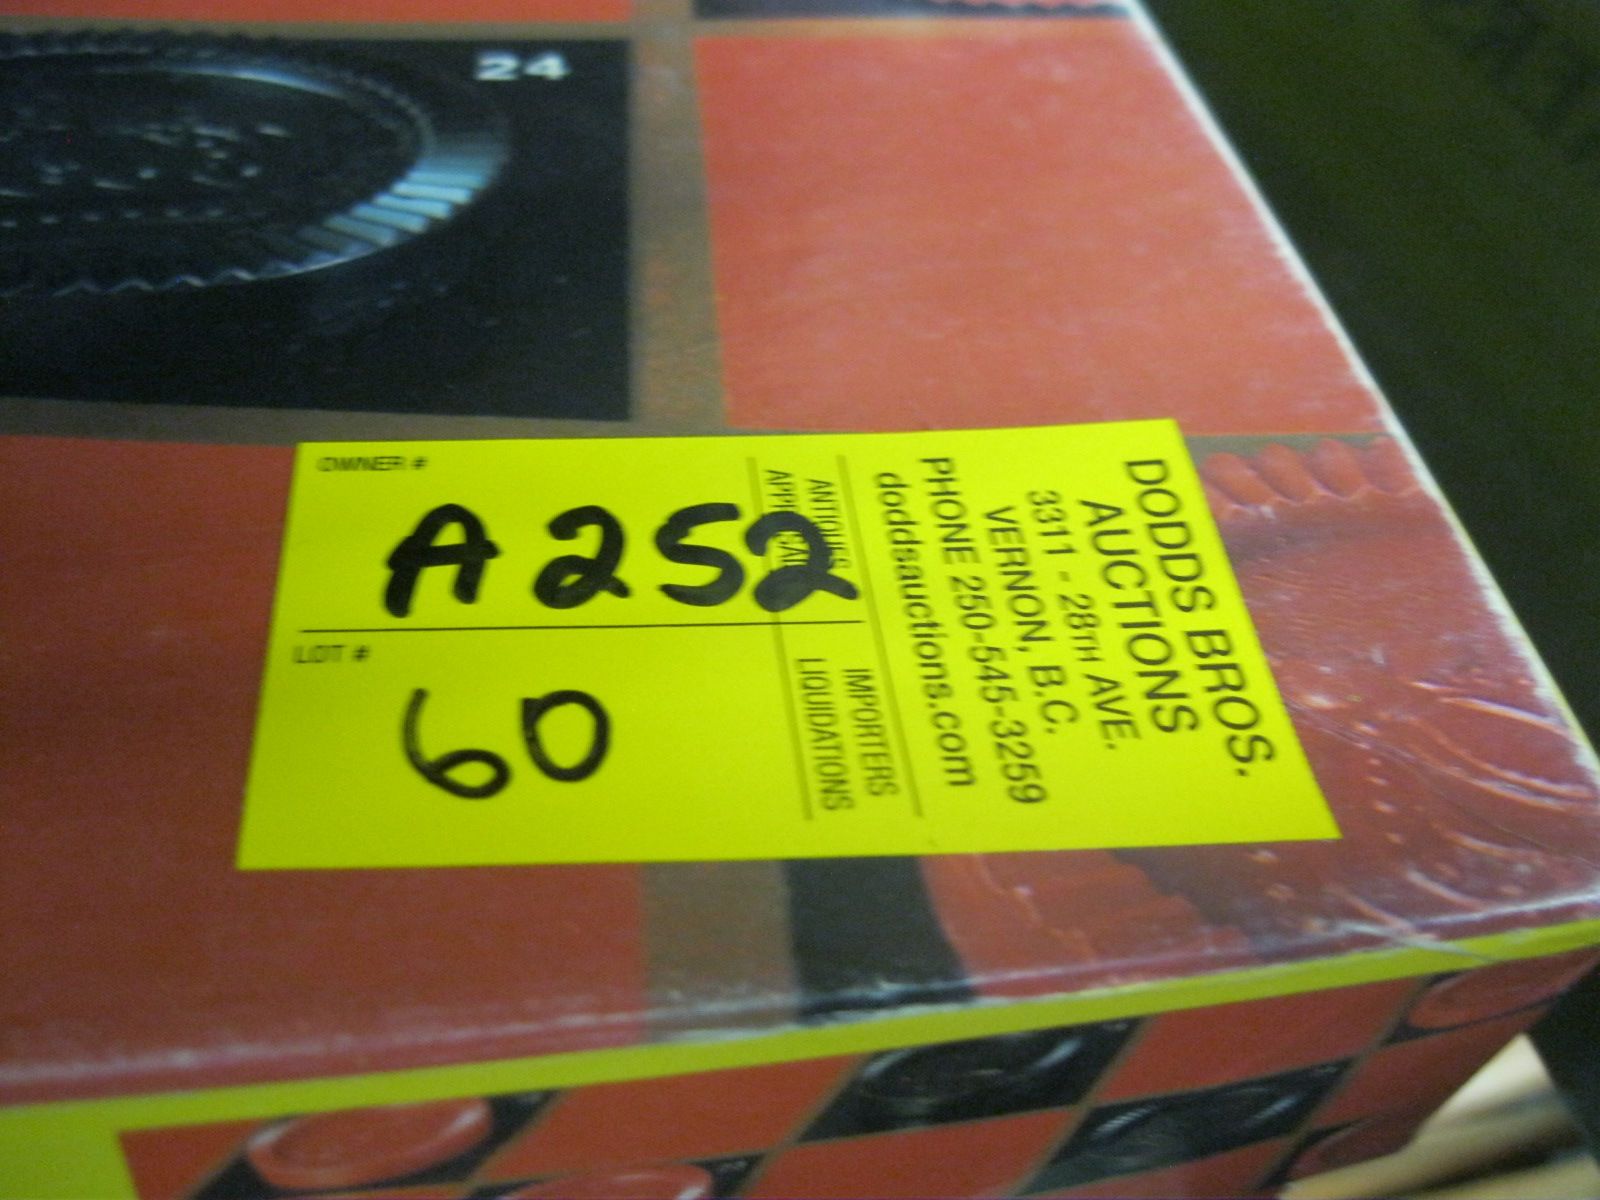 24
OWNER #
A252
LOT #
60
DODDS BROS.
AUCTIONS
3311 - 28TH AVE.
VERNON, B.C.
PHONE 250-545-3259
doddsauctions.com
ANTIQUES IMPORTERS
LIQUIDATIONS